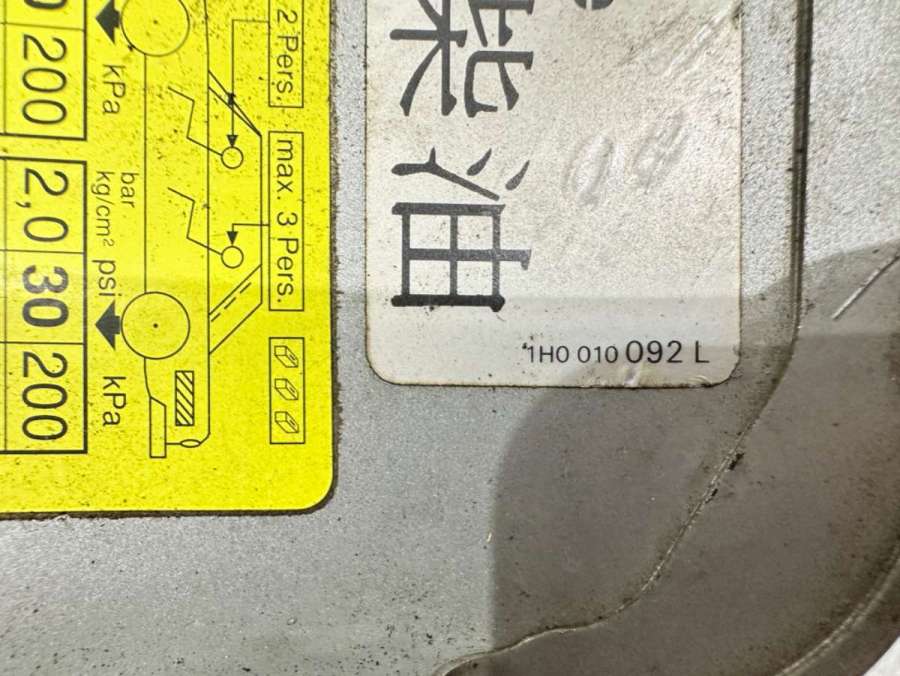 2 Pers.
max. 3 Pers.
kPa
bar
kg/cm² psi kPa
200
2,0 30 200
柴油
1H0 010 092 L